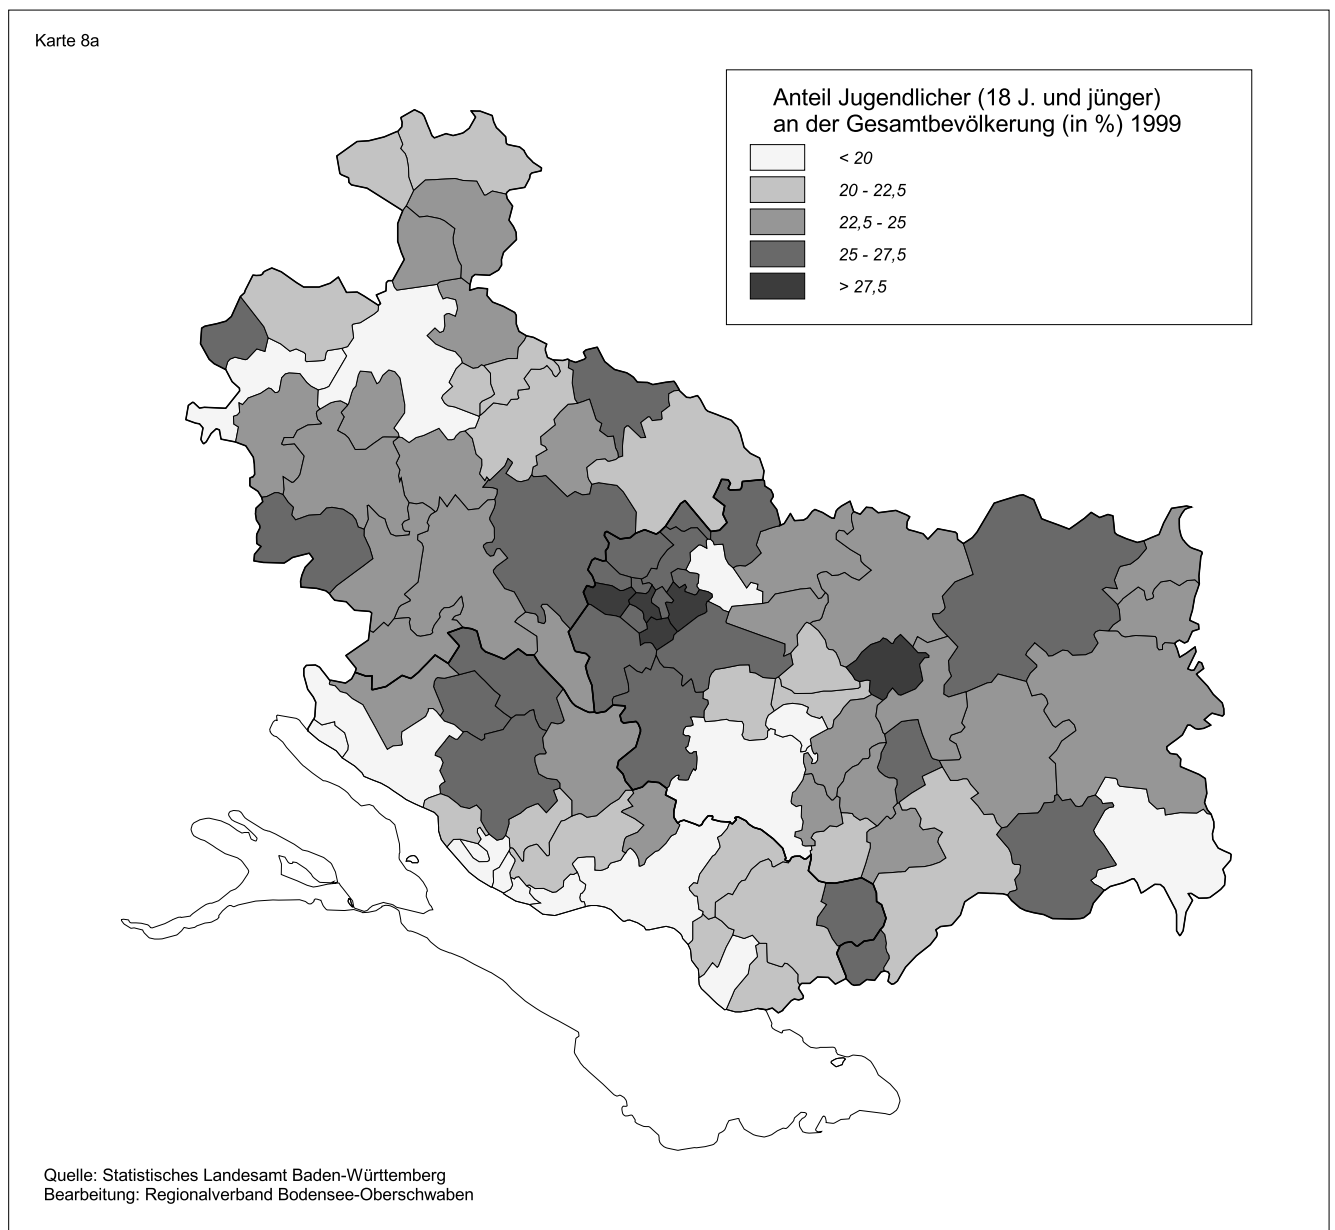 Karte 8a
Anteil Jugendlicher (18 J. und jünger)
an der Gesamtbevölkerung (in %) 1999
< 20
20 - 22,5
22,5 - 25
25 - 27,5
> 27,5
Quelle: Statistisches Landesamt Baden-Württemberg
Bearbeitung: Regionalverband Bodensee-Oberschwaben